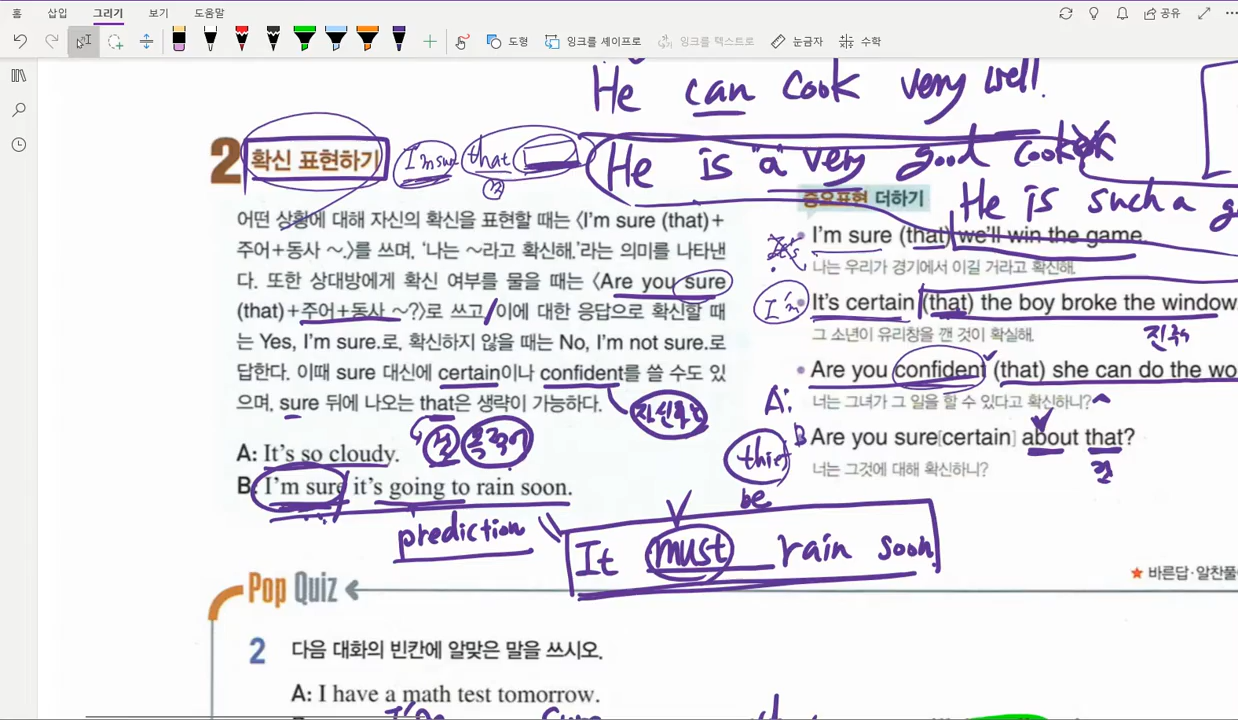 홈 삽입 그리기 보기 도움말
공유
도형 잉크를 셰이프로 잉크를 텍스트로 눈금자 수학
He can cook very well.
2 확신 표현하기 I'm sure that
He is "a" very good cook
He is such a g
어떤 상황에 대해 자신의 확신을 표현할 때는 〈I'm sure (that)+
주어+동사 ~.〉를 쓰며, '나는 ~라고 확신해.'라는 의미를 나타낸
다. 또한 상대방에게 확신 여부를 물을 때는 〈Are you sure
(that)+주어+동사 ~?〉로 쓰고/이에 대한 응답으로 확신할 때
는 Yes, I'm sure.로, 확신하지 않을 때는 No, I'm not sure.로
답한다. 이때 sure 대신에 certain이나 confident를 쓸 수도 있
으며, sure 뒤에 나오는 that은 생략이 가능하다.
접 목적어
A: It's so cloudy.
B: I'm sure it's going to rain soon.
prediction
It must rain soon.
be
thief
중요표현 더하기
• I'm sure (that) we'll win the game.
나는 우리가 경기에서 이길 거라고 확신해.
I'm
• It's certain (that) the boy broke the window.
그 소년이 유리창을 깬 것이 확실해.
진주
• Are you confident (that) she can do the wo
너는 그녀가 그 일을 할 수 있다고 확신하니?
A:
B Are you sure[certain] about that?
너는 그것에 대해 확신하니?
★ 바른답·알찬풀
Pop Quiz
2 다음 대화의 빈칸에 알맞은 말을 쓰시오.
A: I have a math test tomorrow.